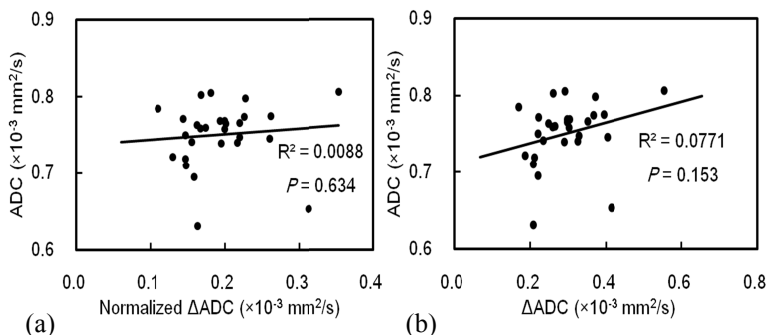 0.9
0.8
0.7
0.6
ADC (×10⁻³ mm²/s)
R² = 0.0088
P = 0.634
0.0 0.1 0.2 0.3 0.4
(a) Normalized ΔADC (×10⁻³ mm²/s)
0.9
0.8
0.7
0.6
ADC (×10⁻³ mm²/s)
R² = 0.0771
P = 0.153
0.0 0.2 0.4 0.6 0.8
(b) ΔADC (×10⁻³ mm²/s)